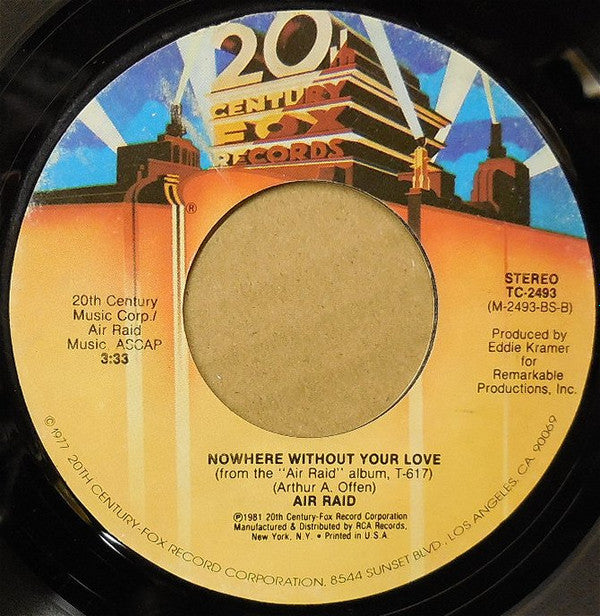 20th
CENTURY
FOX
RECORDS
®
20th Century
Music Corp./
Air Raid
Music, ASCAP
3:33
STEREO
TC-2493
(M-2493-BS-B)
Produced by
Eddie Kramer
for
Remarkable
Productions, Inc.
NOWHERE WITHOUT YOUR LOVE
(from the "Air Raid" album, T-617)
(Arthur A. Offen)
AIR RAID
℗1981 20th Century-Fox Record Corporation
Manufactured & Distributed by RCA Records,
New York, N.Y. • Printed in U.S.A.
©1977 20TH CENTURY-FOX RECORD CORPORATION, 8544 SUNSET BLVD., LOS ANGELES, CA. 90069